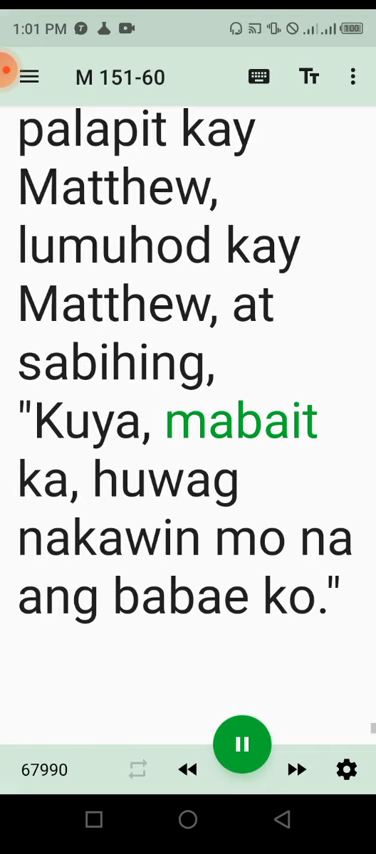 1:01 PM
100
M 151-60
palapit kay
Matthew,
lumuhod kay
Matthew, at
sabihing,
"Kuya, mabait
ka, huwag
nakawin mo na
ang babae ko."
67990